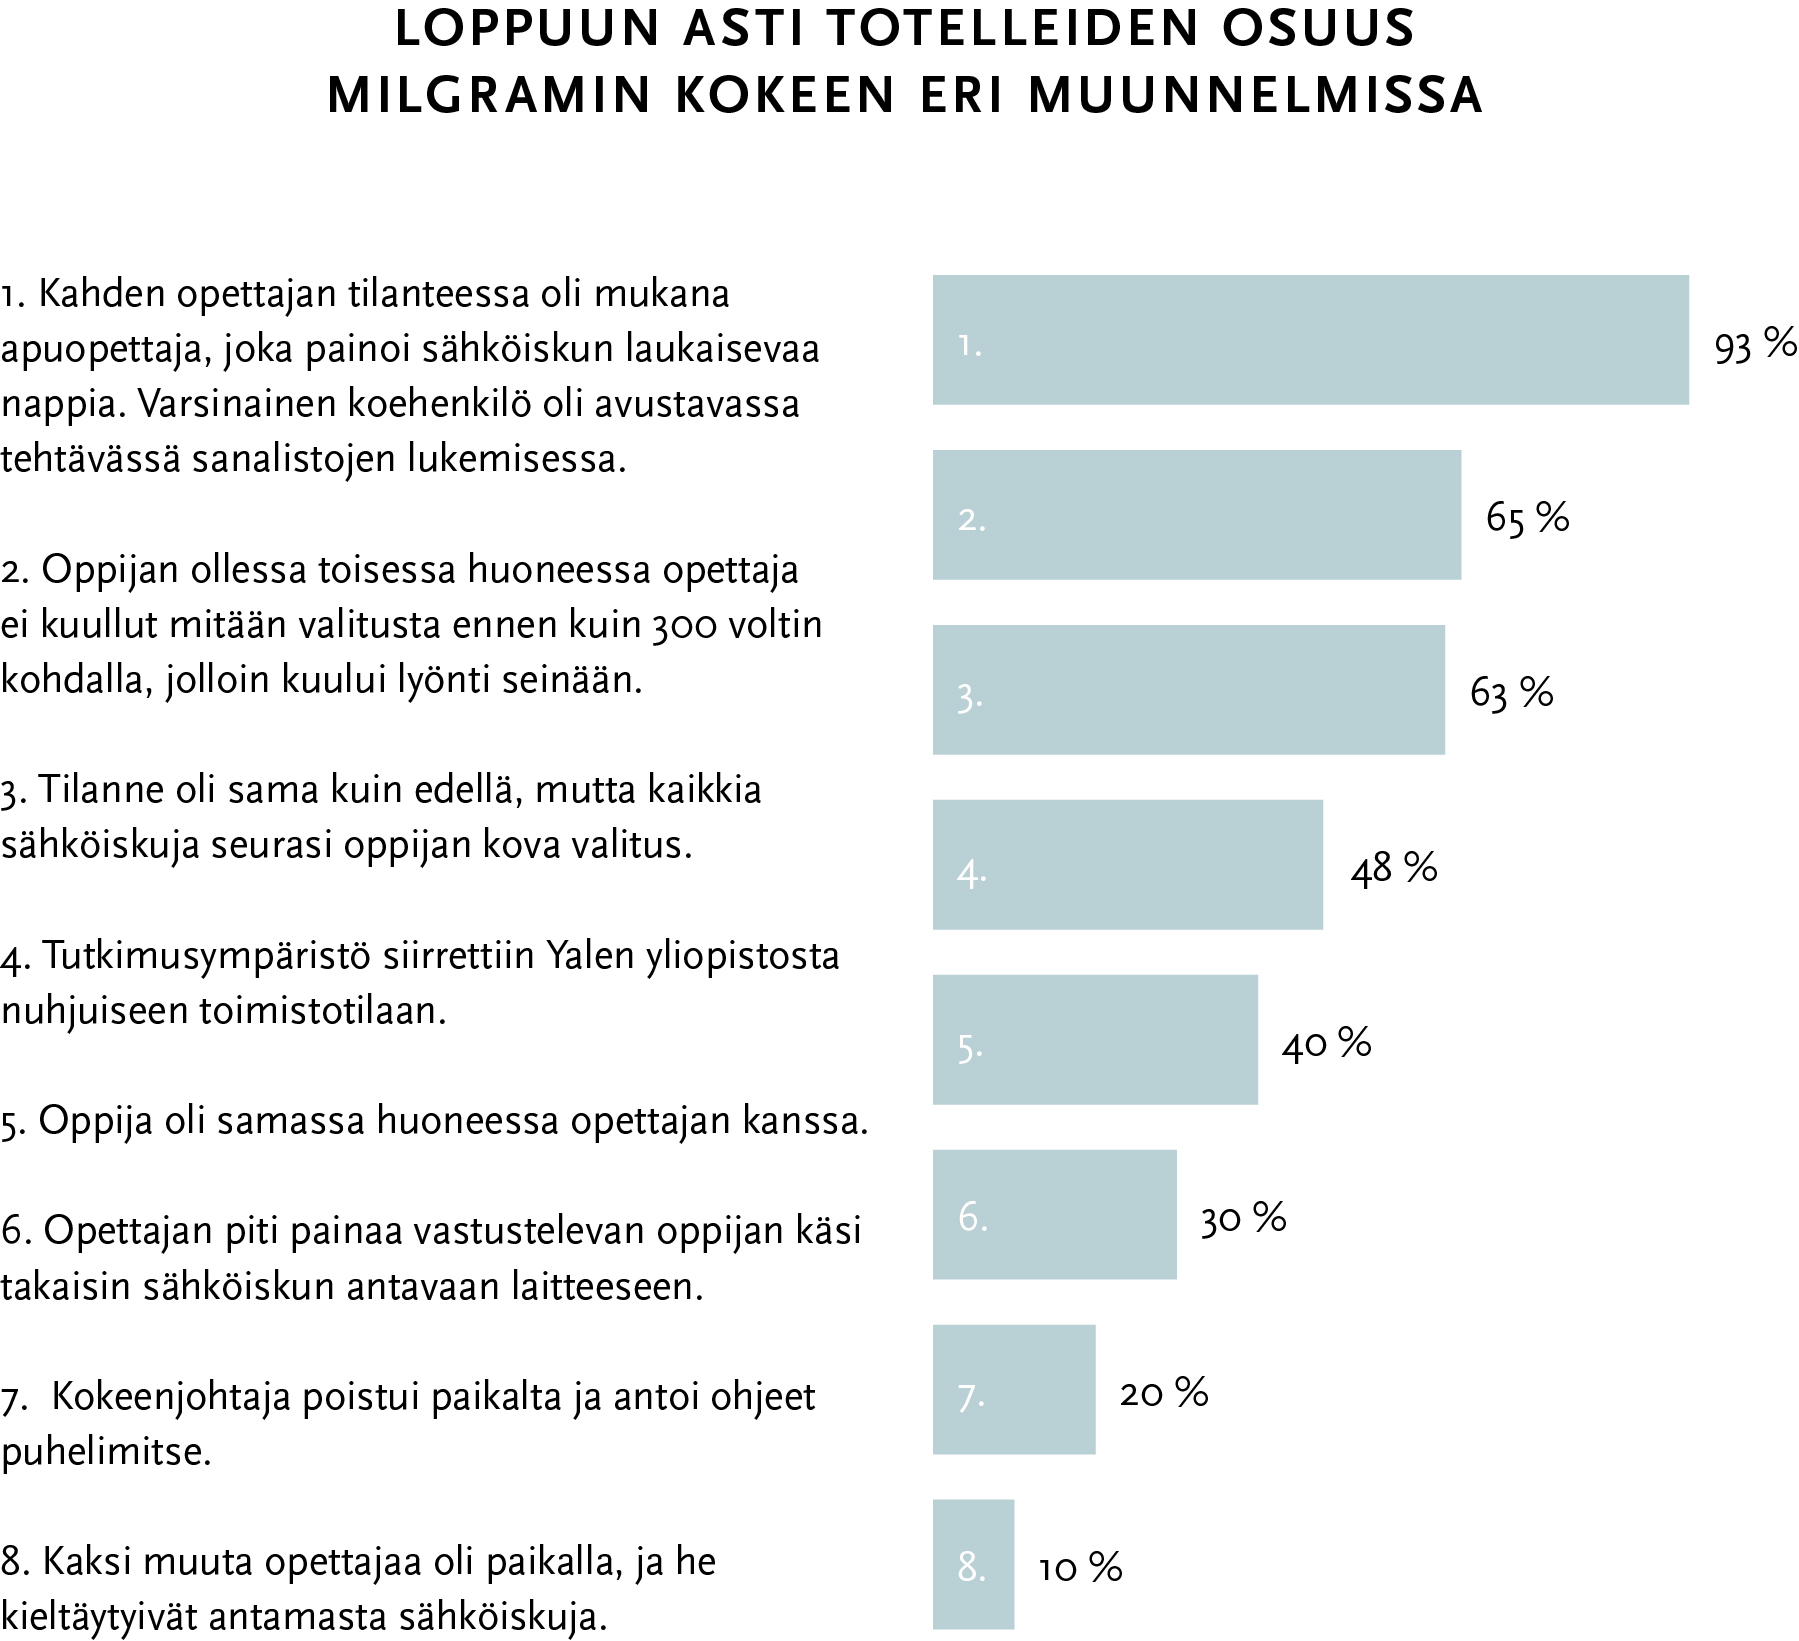 LOPPUUN ASTI TOTELLEIDEN OSUUS
MILGRAMIN KOKEEN ERI MUUNNELMISSA
1. Kahden opettajan tilanteessa oli mukana
apuopettaja, joka painoi sähköiskun laukaisevaa
nappia. Varsinainen koehenkilö oli avustavassa
tehtävässä sanalistojen lukemisessa.
2. Oppijan ollessa toisessa huoneessa opettaja
ei kuullut mitään valitusta ennen kuin 300 voltin
kohdalla, jolloin kuului lyönti seinään.
3. Tilanne oli sama kuin edellä, mutta kaikkia
sähköiskuja seurasi oppijan kova valitus.
4. Tutkimusympäristö siirrettiin Yalen yliopistosta
nuhjuiseen toimistotilaan.
5. Oppija oli samassa huoneessa opettajan kanssa.
6. Opettajan piti painaa vastustelevan oppijan käsi
takaisin sähköiskun antavaan laitteeseen.
7. Kokeenjohtaja poistui paikalta ja antoi ohjeet
puhelimitse.
8. Kaksi muuta opettajaa oli paikalla, ja he
kieltäytyivät antamasta sähköiskuja.
1. 93 %
2. 65 %
3. 63 %
4. 48 %
5. 40 %
6. 30 %
7. 20 %
8. 10 %